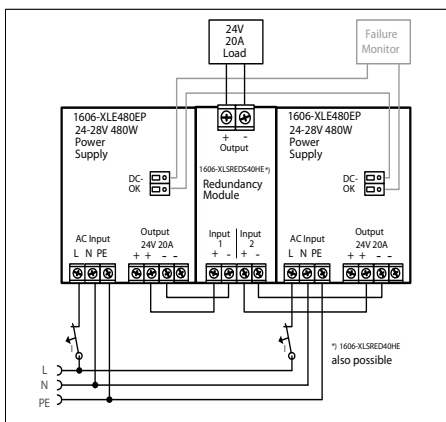 24V
20A
Load
Failure
Monitor
1606-XLE480EP
24-28V 480W
Power
Supply
DC-
OK
AC Input
L N PE
Output
24V 20A
+ + - -
+ -
Output
1606-XLSREDS40HE*)
Redundancy
Module
Input
1
Input
2
+ - + -
1606-XLE480EP
24-28V 480W
Power
Supply
DC-
OK
AC Input
L N PE
Output
24V 20A
+ + - -
I
I
L
N
PE
*) 1606-XLSRED40HE
also possible